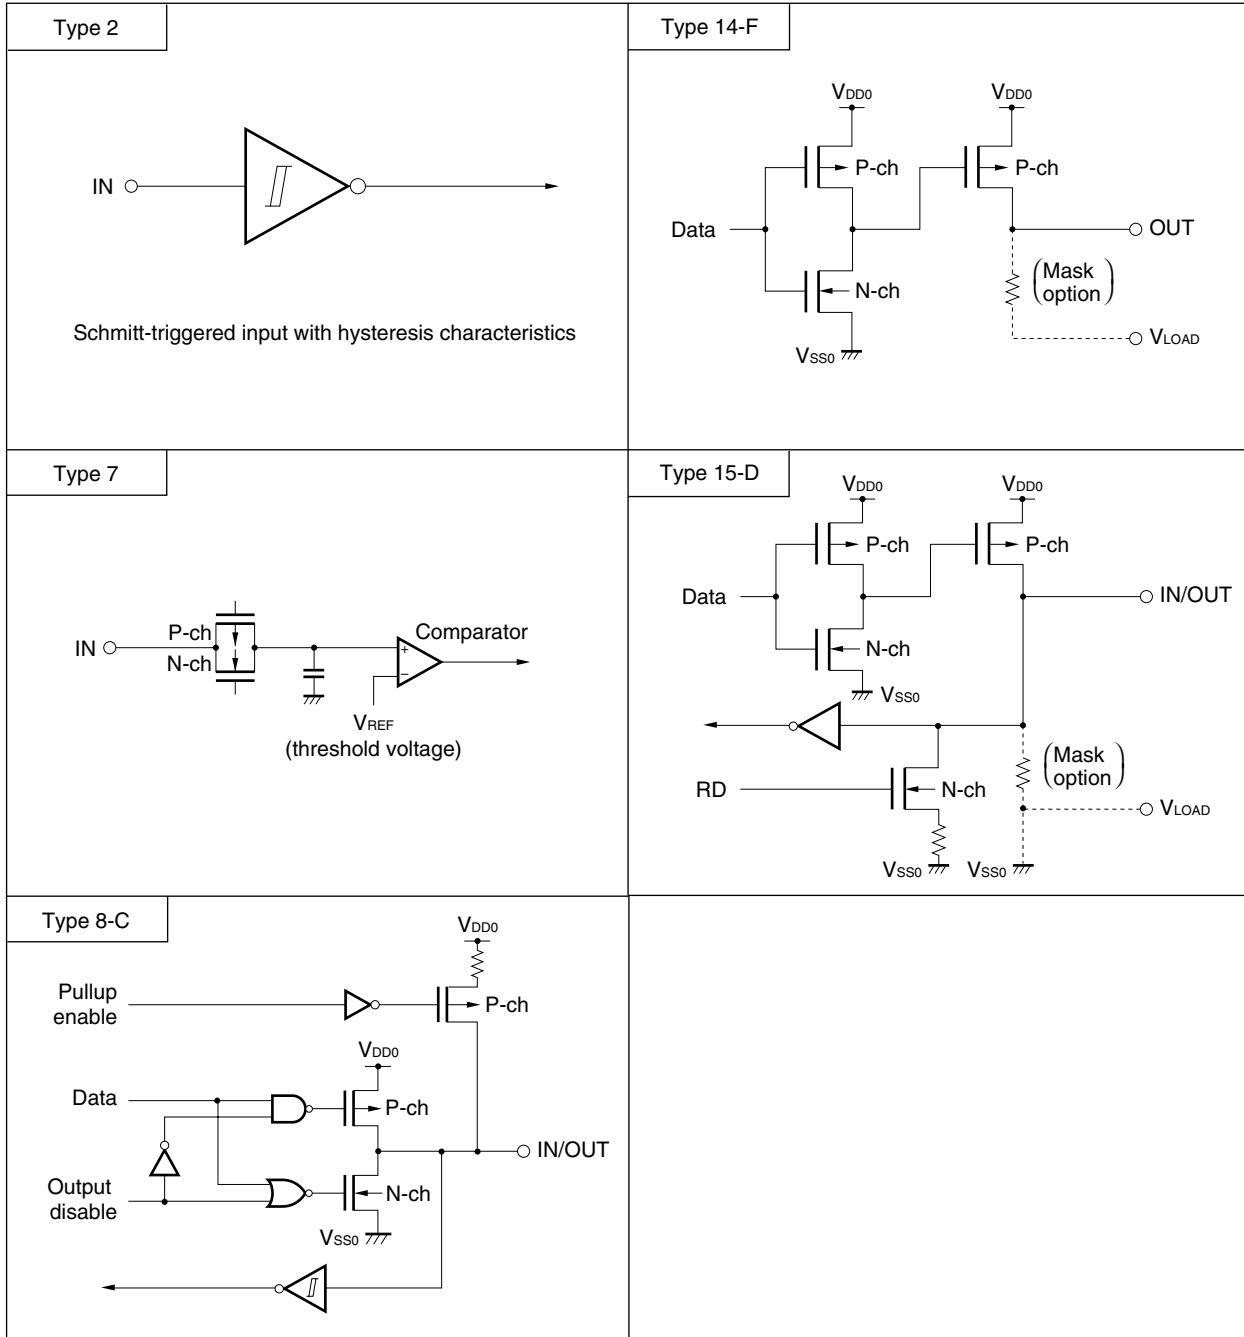 Type 2
IN
Schmitt-triggered input with hysteresis characteristics
Type 14-F
VDD0
VDD0
P-ch
P-ch
Data
OUT
N-ch
(Mask
option)
VSS0
VLOAD
Type 7
P-ch
IN
N-ch
Comparator
+
−
VREF
(threshold voltage)
Type 15-D
VDD0
VDD0
P-ch
P-ch
Data
IN/OUT
N-ch
VSS0
(Mask
option)
RD
N-ch
VLOAD
VSS0
VSS0
Type 8-C
VDD0
Pullup
enable
P-ch
VDD0
Data
P-ch
IN/OUT
Output
disable
N-ch
VSS0